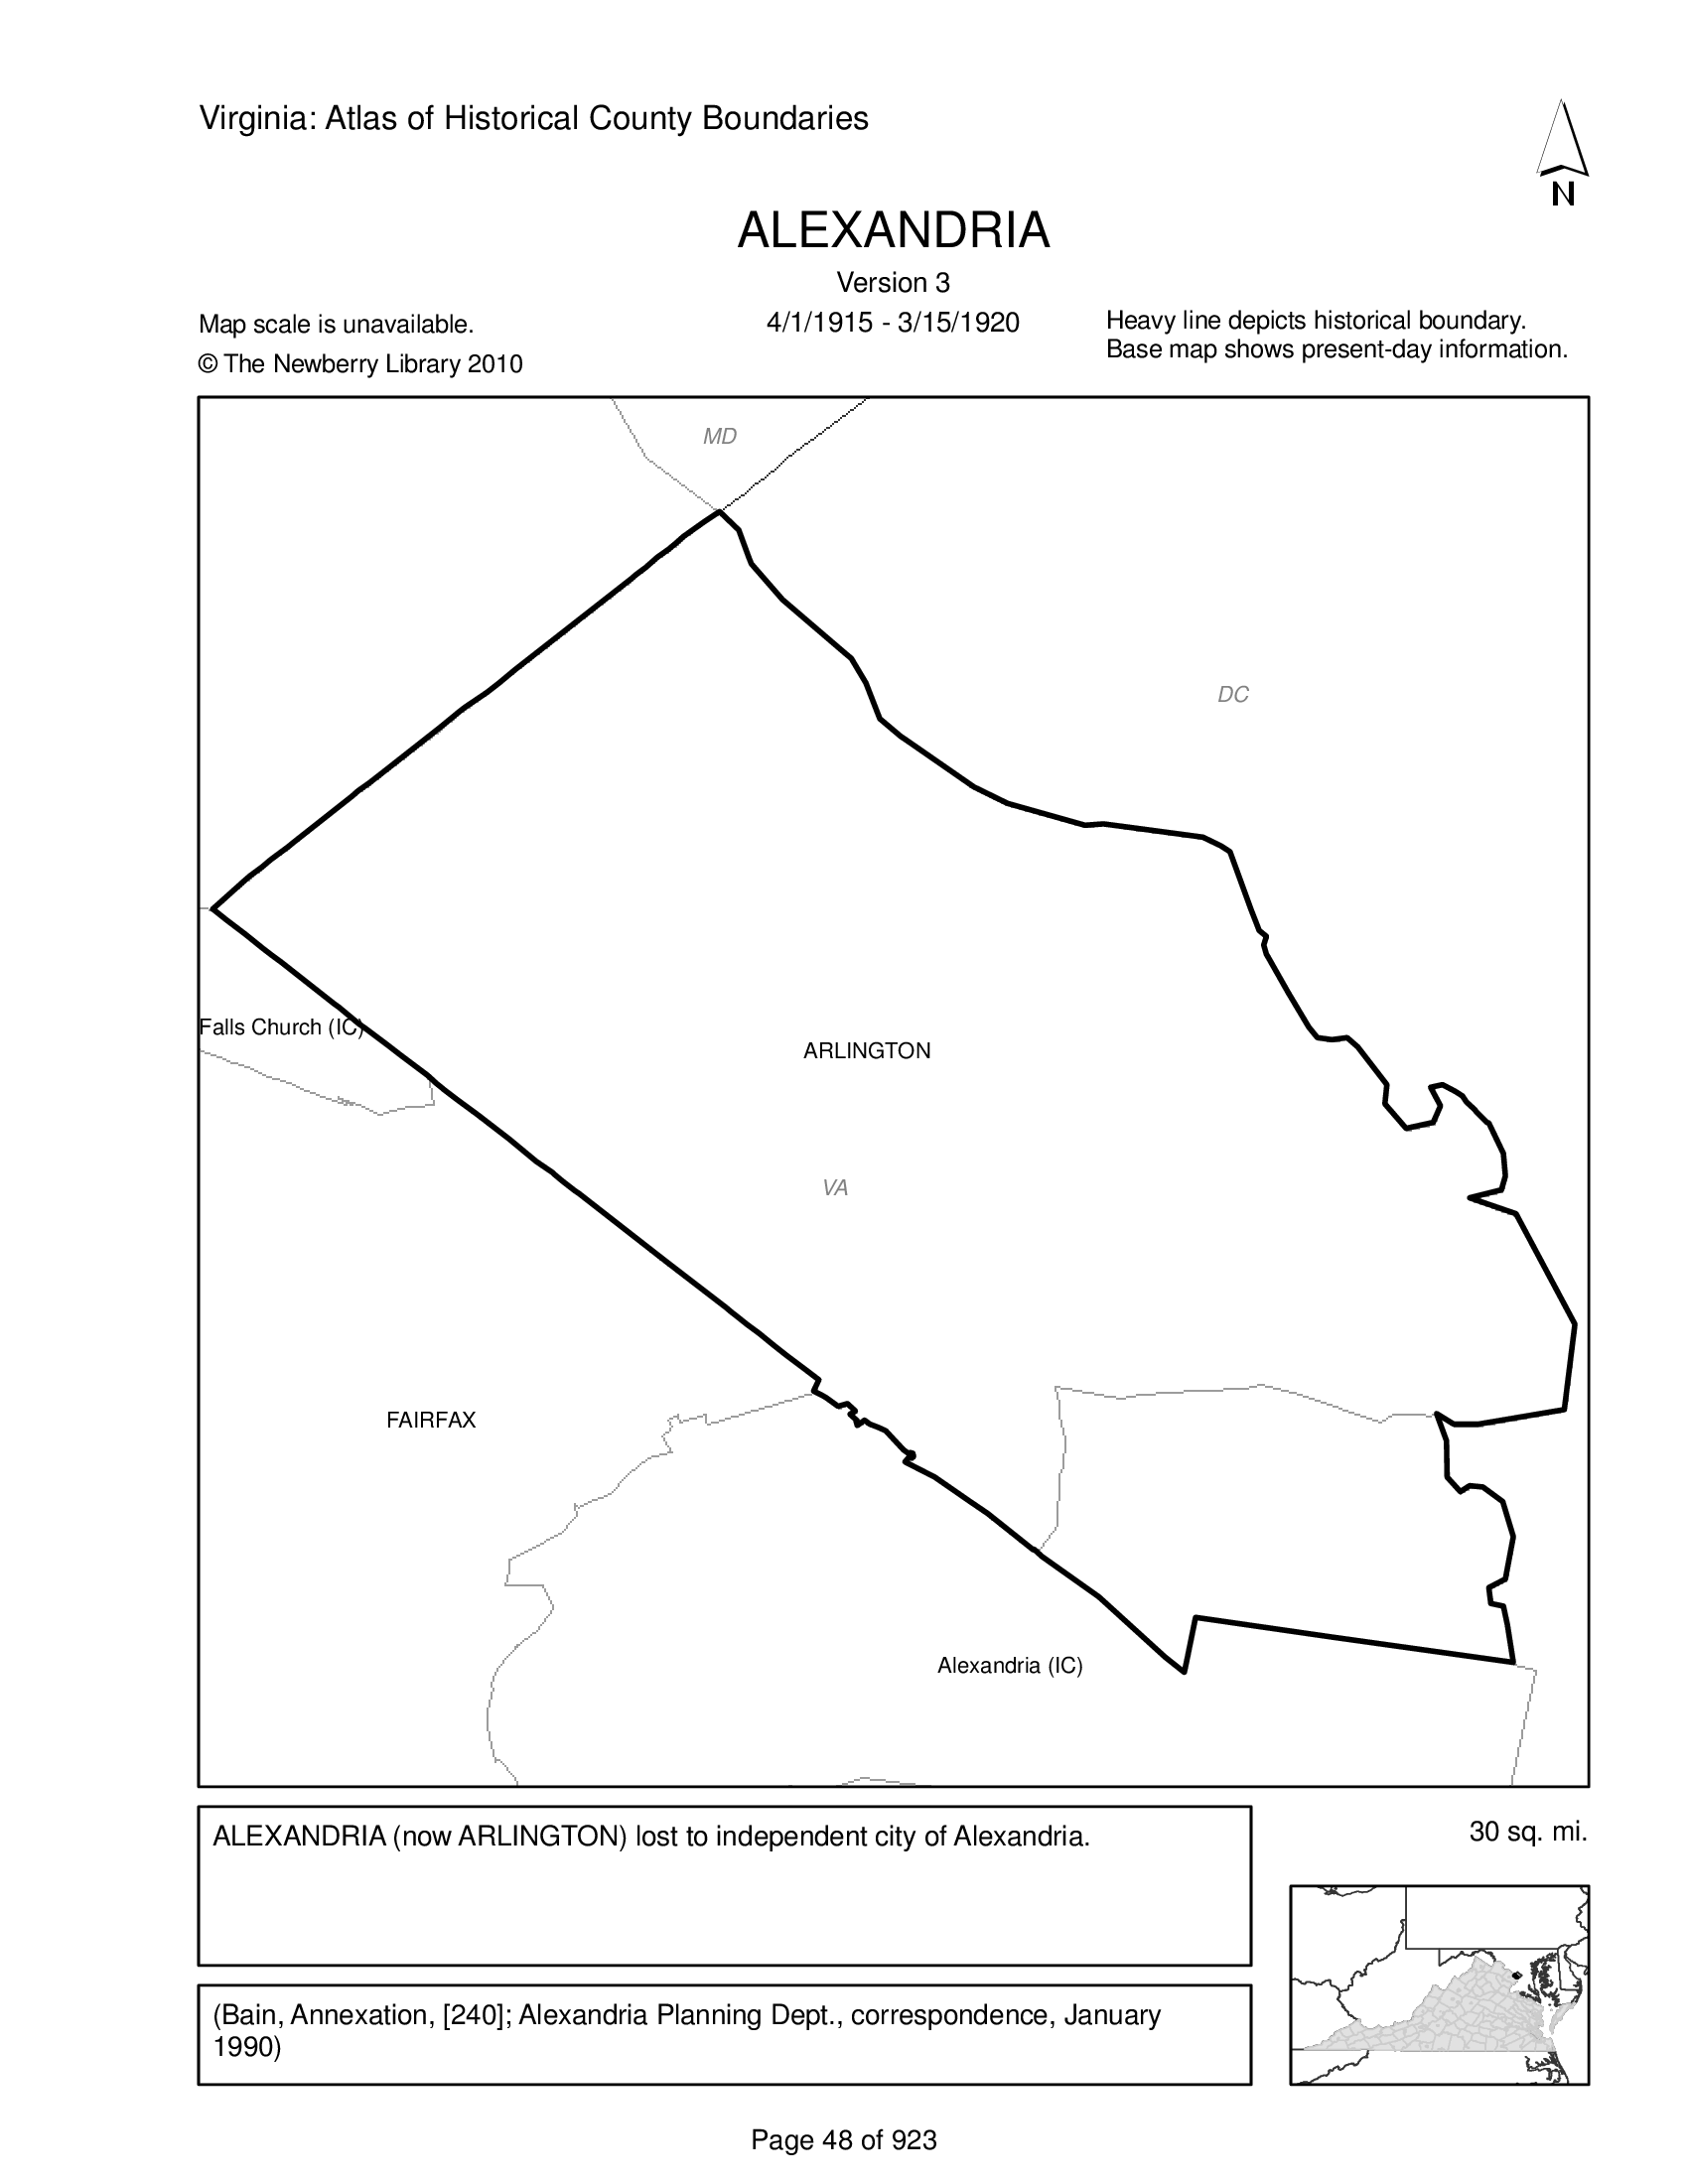 Virginia: Atlas of Historical County Boundaries
N
ALEXANDRIA
Version 3
4/1/1915 - 3/15/1920
Map scale is unavailable.
© The Newberry Library 2010
Heavy line depicts historical boundary.
Base map shows present-day information.
MD
DC
Falls Church (IC)
ARLINGTON
VA
FAIRFAX
Alexandria (IC)
ALEXANDRIA (now ARLINGTON) lost to independent city of Alexandria.
30 sq. mi.
(Bain, Annexation, [240]; Alexandria Planning Dept., correspondence, January
1990)
Page 48 of 923